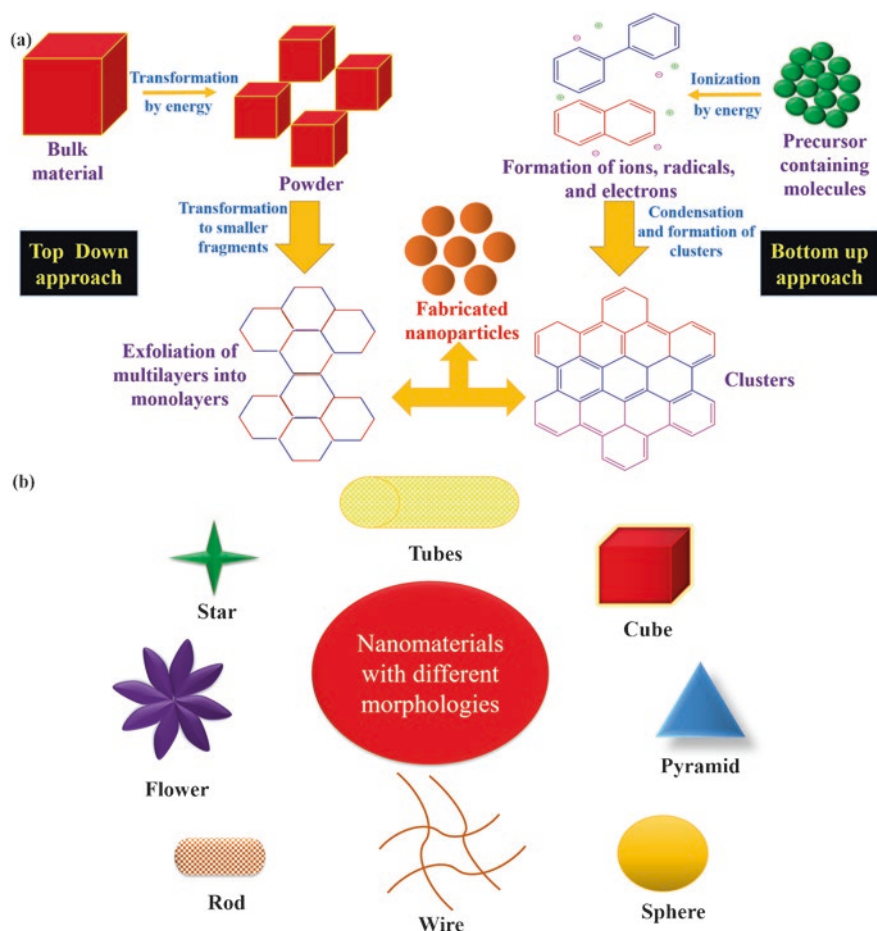 (a)
Transformation
by energy
Bulk
material
Powder
Ionization
by energy
Formation of ions, radicals,
and electrons
Precursor
containing
molecules
Transformation
to smaller
fragments
Condensation
and formation of
clusters
Top Down
approach
Bottom up
approach
Fabricated
nanoparticles
Exfoliation of
multilayers into
monolayers
Clusters
(b)
Tubes
Star
Cube
Nanomaterials
with different
morphologies
Flower
Pyramid
Rod
Wire
Sphere